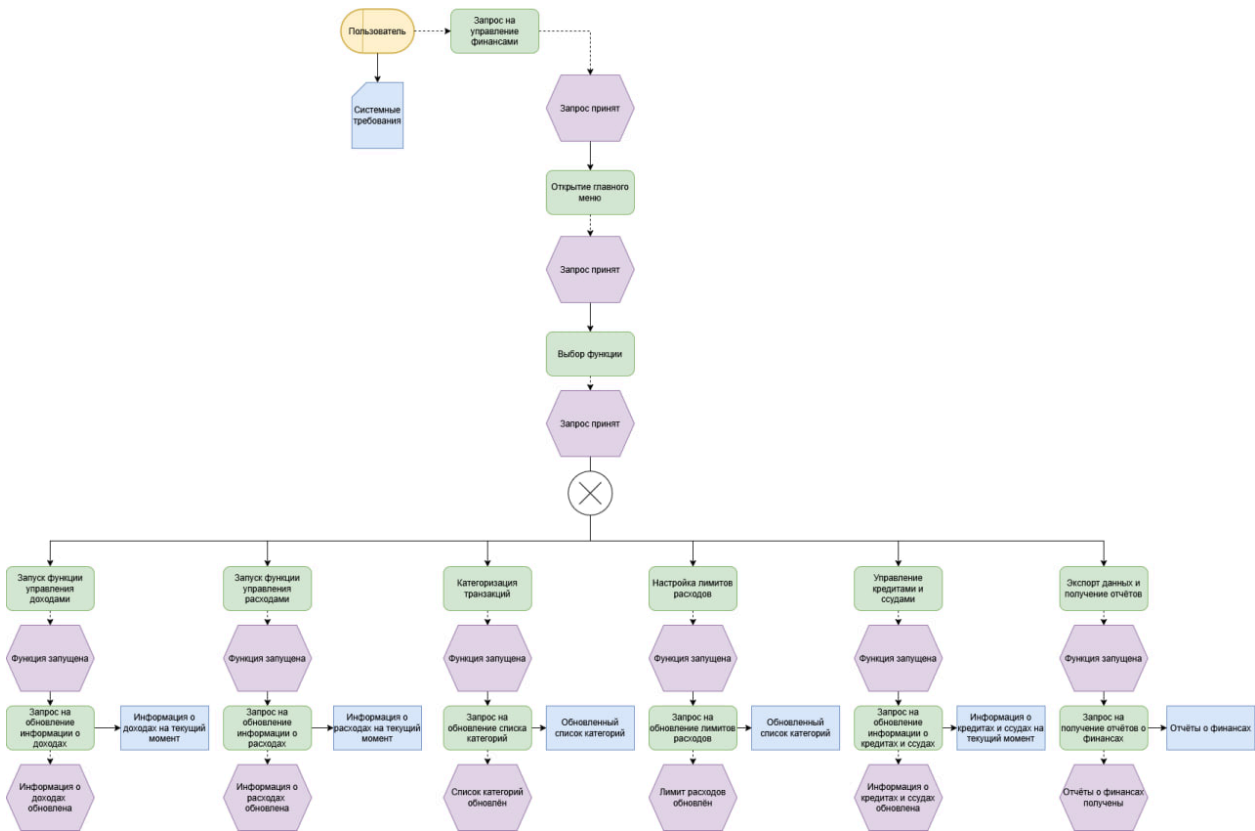 Пользователь
Запрос на
управление
финансами
Системные
требования
Запрос принят
Открытие главного
меню
Запрос принят
Выбор функции
Запрос принят
Запуск функции
управления
доходами
Запуск функции
управления
расходами
Категоризация
транзакций
Настройка лимитов
расходов
Управление
кредитами и
ссудами
Экспорт данных и
получение отчётов
Функция запущена
Функция запущена
Функция запущена
Функция запущена
Функция запущена
Функция запущена
Запрос на
обновление
информации о
доходах
Информация о
доходах на текущий
момент
Запрос на
обновление
информации о
расходах
Информация о
расходах на текущий
момент
Запрос на
обновление списка
категорий
Обновленный
список категорий
Запрос на
обновление лимитов
расходов
Обновленный
список категорий
Запрос на
обновление
информации о
кредитах и ссудах
Информация о
кредитах и ссудах на
текущий момент
Запрос на
получение отчётов о
финансах
Отчёты о финансах
Информация о
доходах
обновлена
Информация о
расходах
обновлена
Список категорий
обновлён
Лимит расходов
обновлён
Информация о
кредитах и ссудах
обновлена
Отчёты о финансах
получены